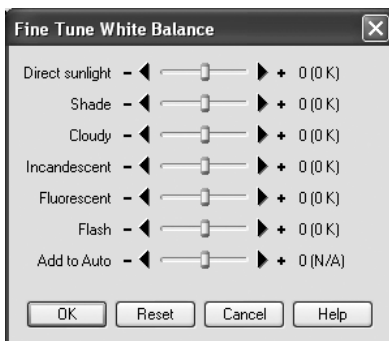 Fine Tune White Balance
Direct sunlight - + 0 (0 K)
Shade - + 0 (0 K)
Cloudy - + 0 (0 K)
Incandescent - + 0 (0 K)
Fluorescent - + 0 (0 K)
Flash - + 0 (0 K)
Add to Auto - + 0 (N/A)
OK Reset Cancel Help